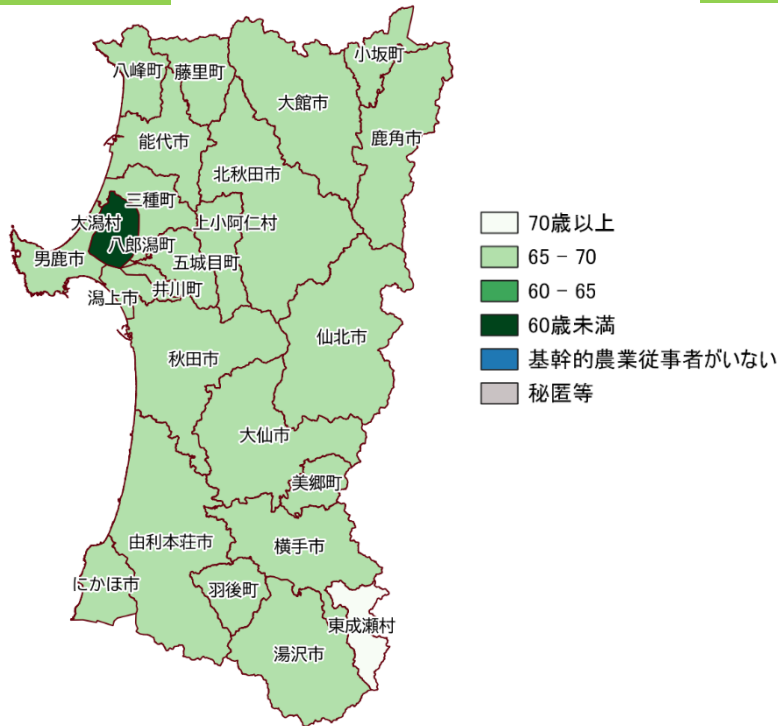 小坂町
八峰町
藤里町
大館市
鹿角市
能代市
北秋田市
三種町
大潟村
上小阿仁村
八郎潟町
男鹿市
五城目町
井川町
潟上市
秋田市
仙北市
大仙市
美郷町
由利本荘市
横手市
にかほ市
羽後町
東成瀬村
湯沢市
70歳以上
65 - 70
60 - 65
60歳未満
基幹的農業従事者がいない
秘匿等